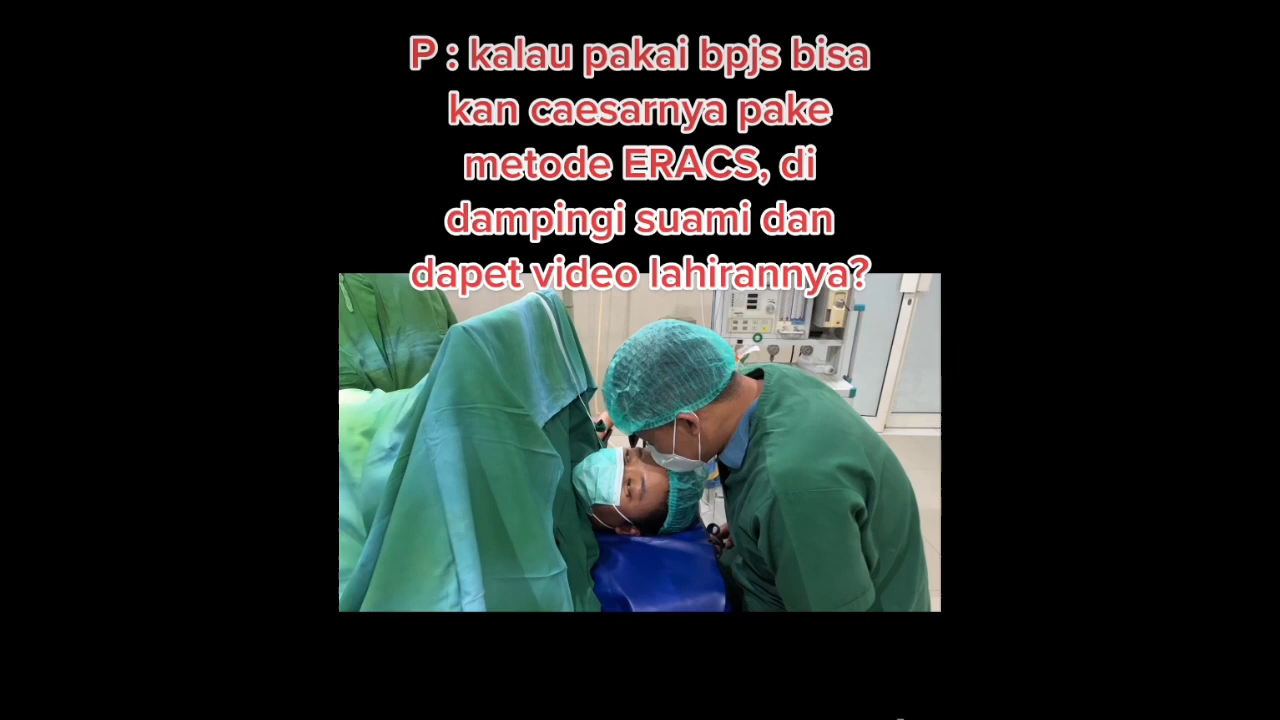 P : kalau pakai bpjs bisa
kan caesarnya pake
metode ERACS, di
dampingi suami dan
dapet video lahirannya?